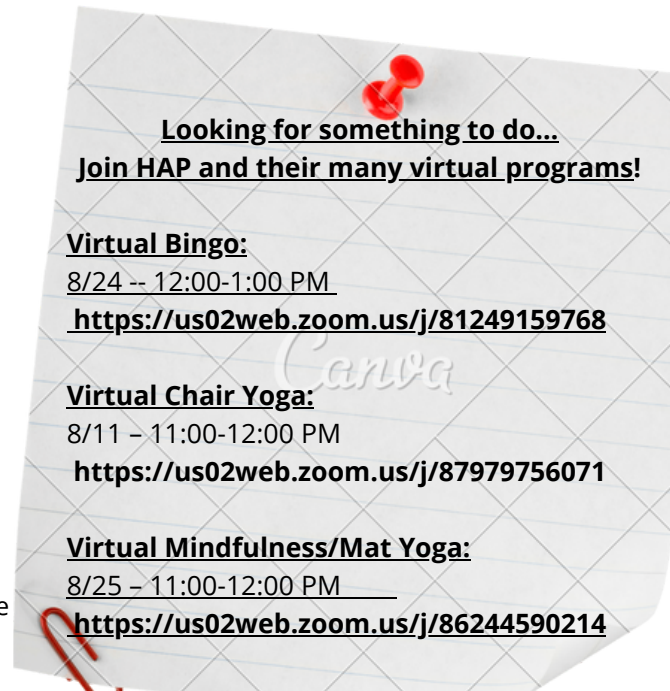 Looking for something to do...
Join HAP and their many virtual programs!
Virtual Bingo:
8/24 -- 12:00-1:00 PM
https://us02web.zoom.us/j/81249159768
Canva
Virtual Chair Yoga:
8/11 – 11:00-12:00 PM
https://us02web.zoom.us/j/87979756071
Virtual Mindfulness/Mat Yoga:
8/25 – 11:00-12:00 PM
e
https://us02web.zoom.us/j/86244590214